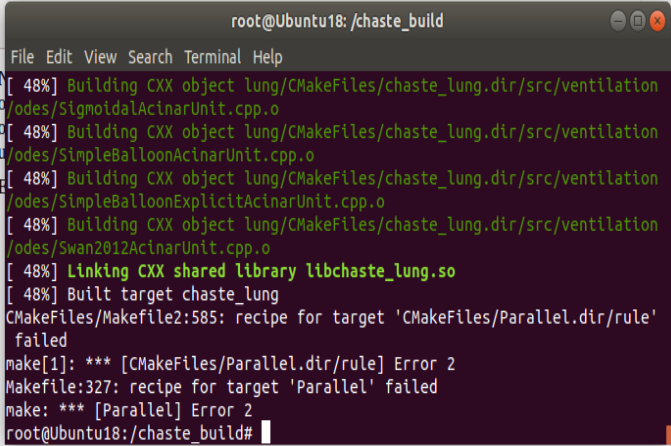 root@Ubuntu18: /chaste_build
File Edit View Search Terminal Help
[ 48%] Building CXX object lung/CMakeFiles/chaste_lung.dir/src/ventilation
/odes/SigmoidalAcinarUnit.cpp.o
[ 48%] Building CXX object lung/CMakeFiles/chaste_lung.dir/src/ventilation
/odes/SimpleBalloonAcinarUnit.cpp.o
[ 48%] Building CXX object lung/CMakeFiles/chaste_lung.dir/src/ventilation
/odes/SimpleBalloonExplicitAcinarUnit.cpp.o
[ 48%] Building CXX object lung/CMakeFiles/chaste_lung.dir/src/ventilation
/odes/Swan2012AcinarUnit.cpp.o
[ 48%] Linking CXX shared library libchaste_lung.so
[ 48%] Built target chaste_lung
CMakeFiles/Makefile2:585: recipe for target 'CMakeFiles/Parallel.dir/rule'
 failed
make[1]: *** [CMakeFiles/Parallel.dir/rule] Error 2
Makefile:327: recipe for target 'Parallel' failed
make: *** [Parallel] Error 2
root@Ubuntu18:/chaste_build#